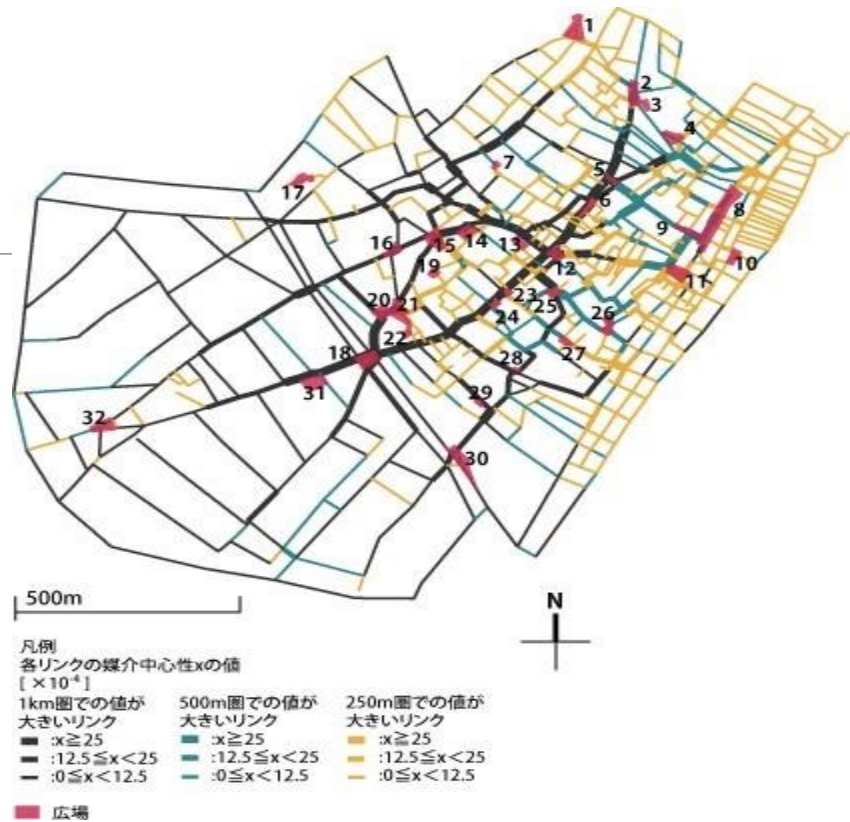 1
2
3
4
5
6
7
8
9
10
11
12
13
14
15
16
17
18
19
20
21
22
23
24
25
26
27
28
29
30
31
32
500m
N
凡例
各リンクの媒介中心性xの値
[ ×10⁻⁴ ]
1km圏での値が
大きいリンク
:x≧25
:12.5≦x<25
:0≦x<12.5
500m圏での値が
大きいリンク
:x≧25
:12.5≦x<25
:0≦x<12.5
250m圏での値が
大きいリンク
:x≧25
:12.5≦x<25
:0≦x<12.5
広場